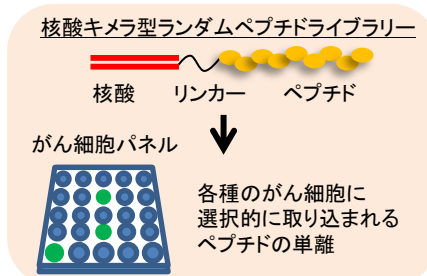 核酸キメラ型ランダムペプチドライブラリー
核酸 リンカー ペプチド
がん細胞パネル
各種のがん細胞に
選択的に取り込まれる
ペプチドの単離